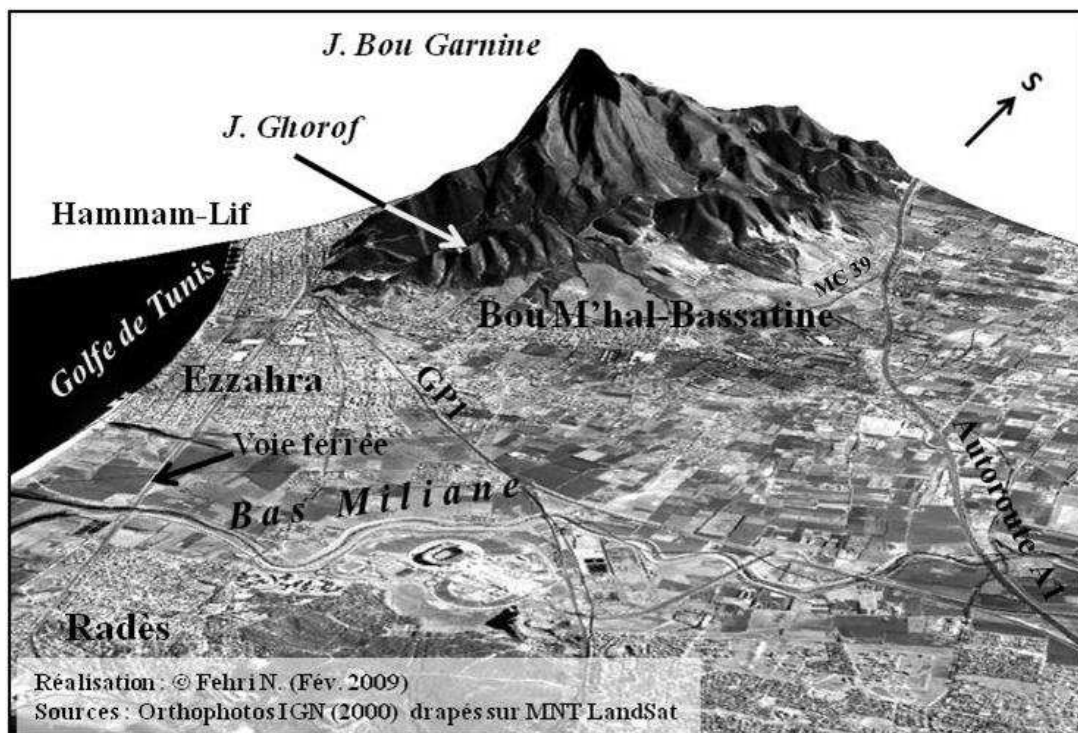 J. Bou Garnine
S
J. Ghorof
Hammam-Lif
Golfe de Tunis
MC 39
Bou M'hal-Bassatine
Ezzahra
GP1
Voie ferrée
Autoroute A1
Bas Miliane
Radès
Réalisation : © Fehri N. (Fév. 2009)
Sources : Orthophotos IGN (2000) drapés sur MNT LandSat